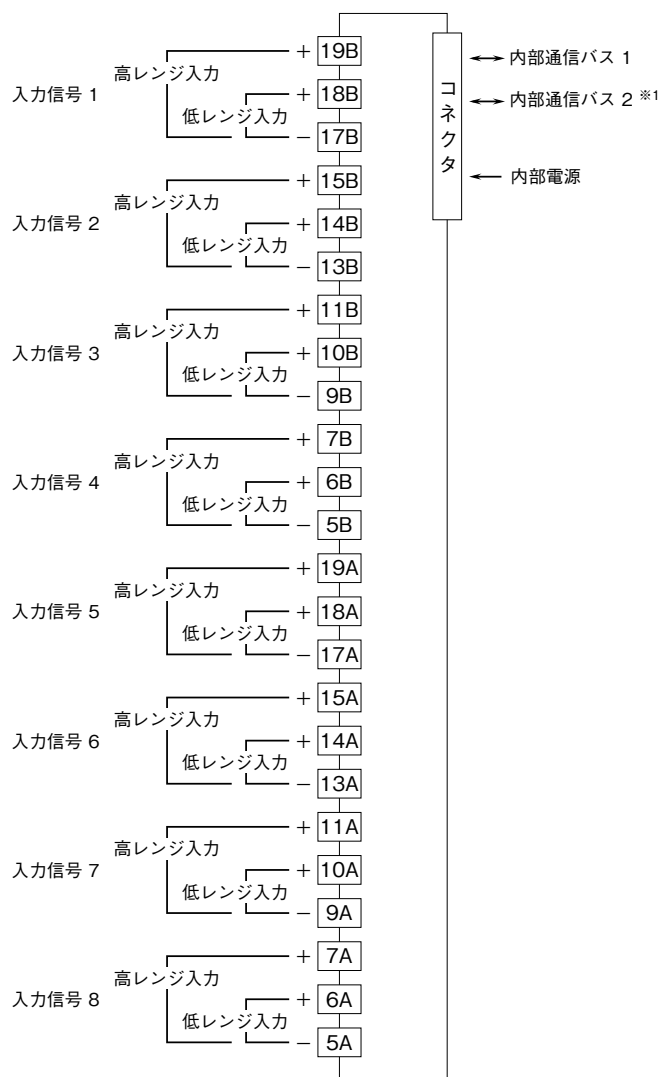 + 19B
高レンジ入力
入力信号 1
+ 18B
低レンジ入力
− 17B
+ 15B
高レンジ入力
入力信号 2
+ 14B
低レンジ入力
− 13B
+ 11B
高レンジ入力
入力信号 3
+ 10B
低レンジ入力
− 9B
+ 7B
高レンジ入力
入力信号 4
+ 6B
低レンジ入力
− 5B
+ 19A
高レンジ入力
入力信号 5
+ 18A
低レンジ入力
− 17A
+ 15A
高レンジ入力
入力信号 6
+ 14A
低レンジ入力
− 13A
+ 11A
高レンジ入力
入力信号 7
+ 10A
低レンジ入力
− 9A
+ 7A
高レンジ入力
入力信号 8
+ 6A
低レンジ入力
− 5A
コネクタ
内部通信バス 1
内部通信バス 2 ※1
内部電源